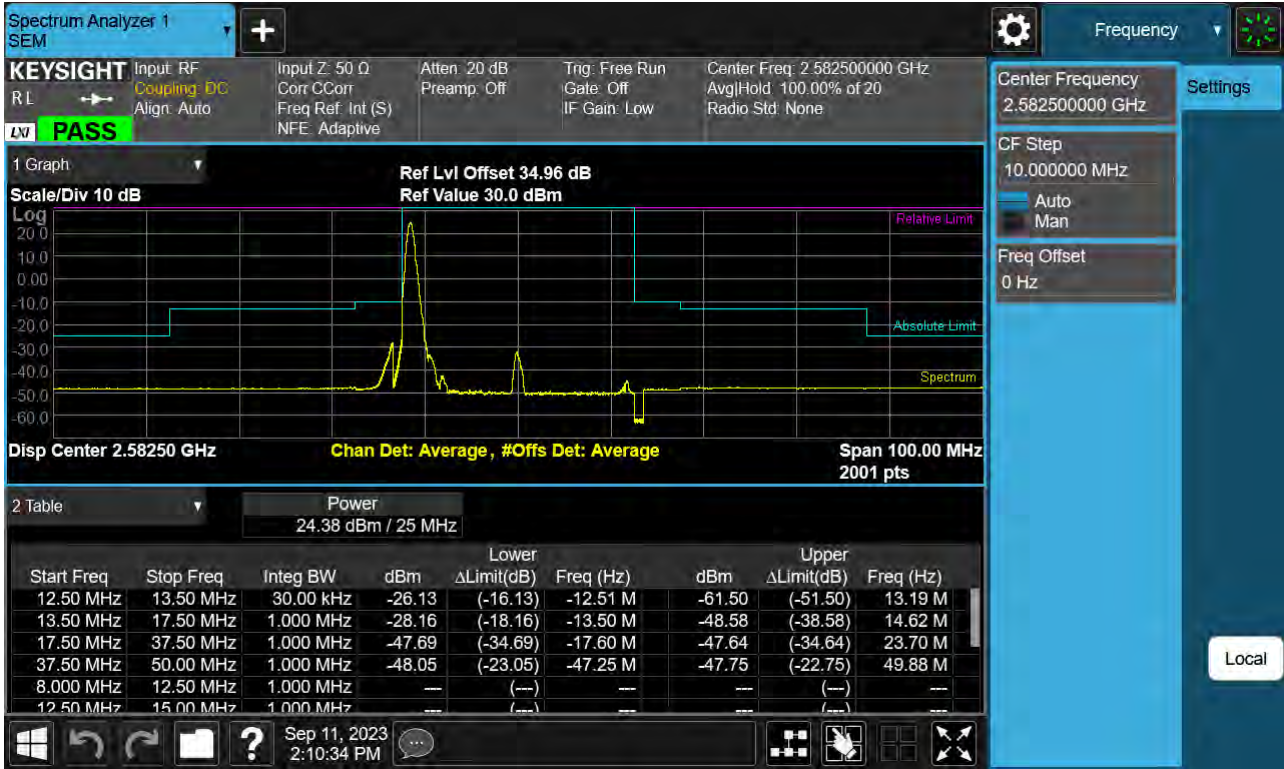 Spectrum Analyzer 1
SEM
+
Frequency
KEYSIGHT
RL
LXI
PASS
Input: RF
Coupling: DC
Align: Auto
Input Z: 50 Ω
Corr CCorr
Freq Ref: Int (S)
NFE: Adaptive
Atten: 20 dB
Preamp: Off
Trig: Free Run
Gate: Off
IF Gain: Low
Center Freq: 2.582500000 GHz
Avg|Hold: 100.00% of 20
Radio Std: None
Center Frequency
2.582500000 GHz
Settings
CF Step
10.000000 MHz
Auto
Man
Freq Offset
0 Hz
1 Graph
Scale/Div 10 dB
Ref Lvl Offset 34.96 dB
Ref Value 30.0 dBm
Log
20.0
10.0
0.00
-10.0
-20.0
-30.0
-40.0
-50.0
-60.0
Relative Limit
Absolute Limit
Spectrum
Disp Center 2.58250 GHz
Chan Det: Average, #Offs Det: Average
Span 100.00 MHz
2001 pts
2 Table
Power
24.38 dBm / 25 MHz
Lower Upper
Start Freq Stop Freq Integ BW dBm ΔLimit(dB) Freq (Hz) dBm ΔLimit(dB) Freq (Hz)
12.50 MHz 13.50 MHz 30.00 kHz -26.13 (-16.13) -12.51 M -61.50 (-51.50) 13.19 M
13.50 MHz 17.50 MHz 1.000 MHz -28.16 (-18.16) -13.50 M -48.58 (-38.58) 14.62 M
17.50 MHz 37.50 MHz 1.000 MHz -47.69 (-34.69) -17.60 M -47.64 (-34.64) 23.70 M
37.50 MHz 50.00 MHz 1.000 MHz -48.05 (-23.05) -47.25 M -47.75 (-22.75) 49.88 M
8.000 MHz 12.50 MHz 1.000 MHz --- (---) --- --- (---) ---
12.50 MHz 15.00 MHz 1.000 MHz --- (---) --- --- (---) ---
Local
?
Sep 11, 2023
2:10:34 PM